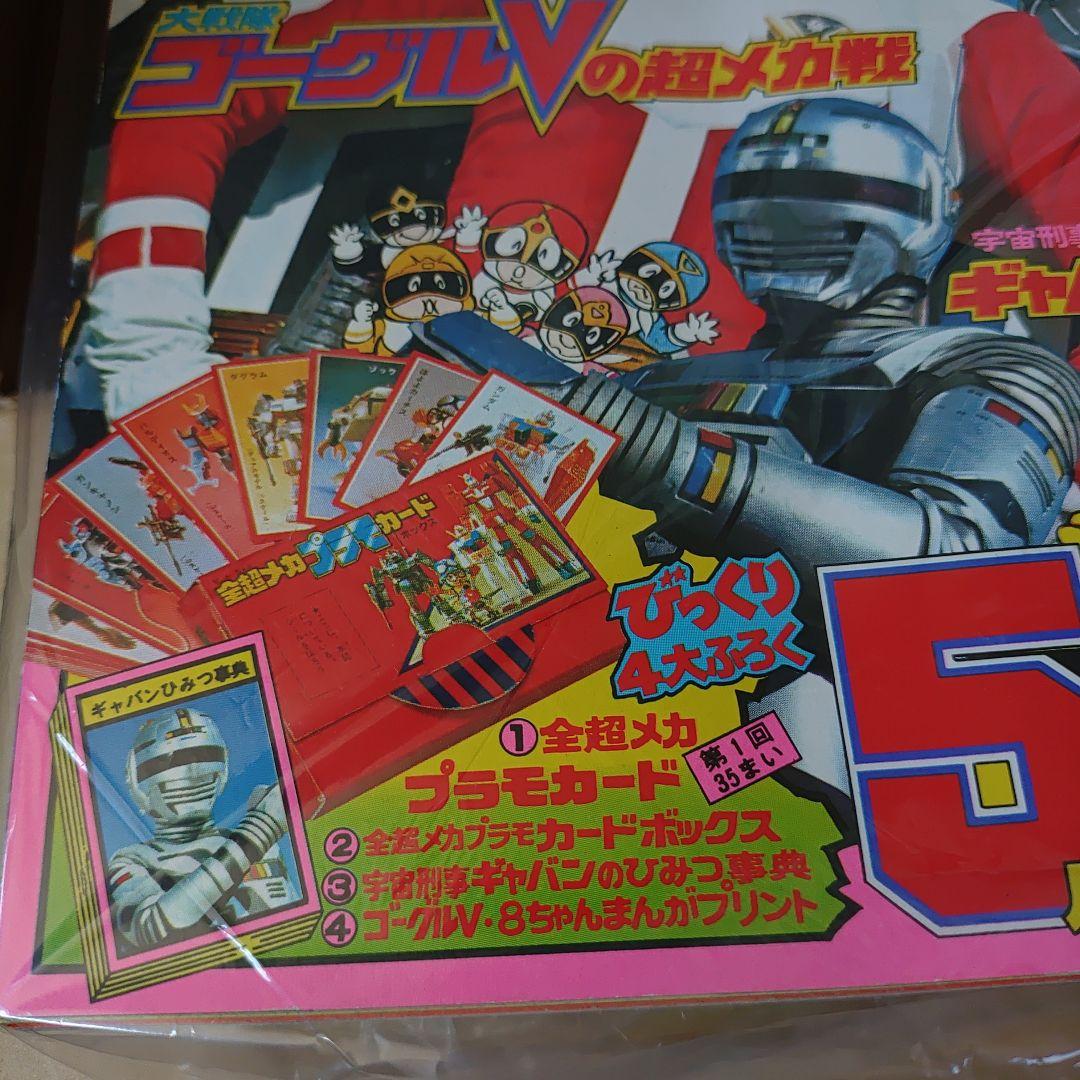 大戦隊
ゴーグルVの超メカ戦
宇宙刑事
ギャ
ダグラム
全超メカプラモカード
ボックス
ギャバンひみつ事典
びっくり
4大ふろく
①全超メカ
プラモカード
第1回
35まい
②全超メカプラモカードボックス
③宇宙刑事ギャバンのひみつ事典
④ゴーグルV・8ちゃんまんがプリント
5